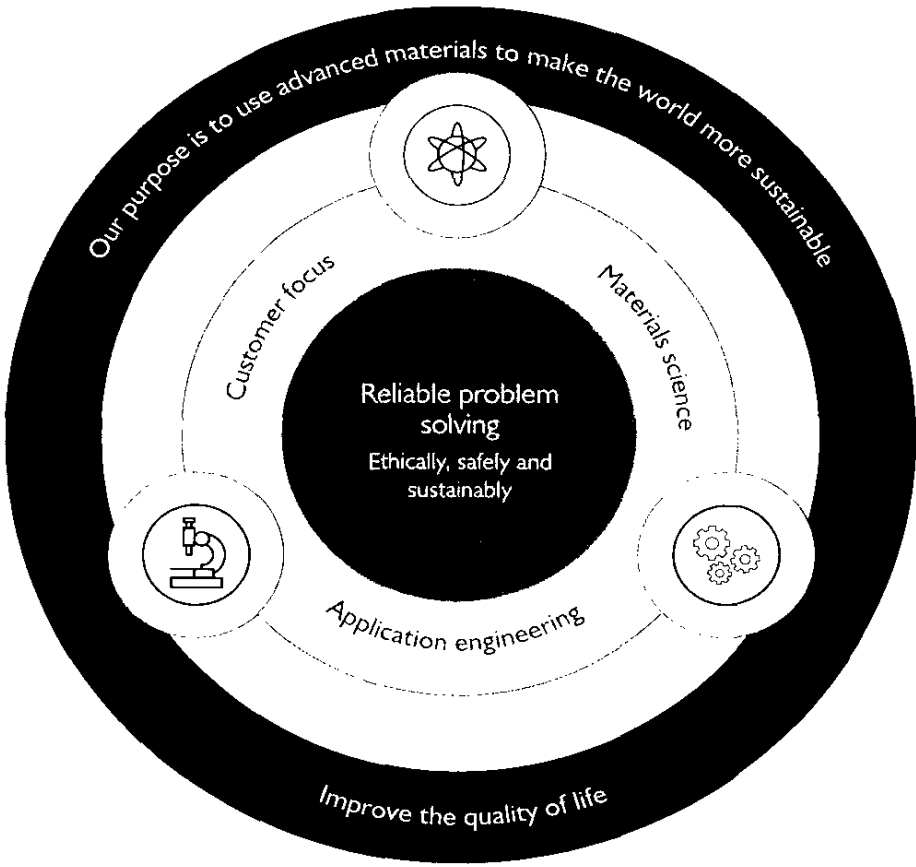 Our purpose is to use advanced materials to make the world more sustainable
Customer focus
Materials science
Reliable problem
solving
Ethically, safely and
sustainably
Application engineering
Improve the quality of life